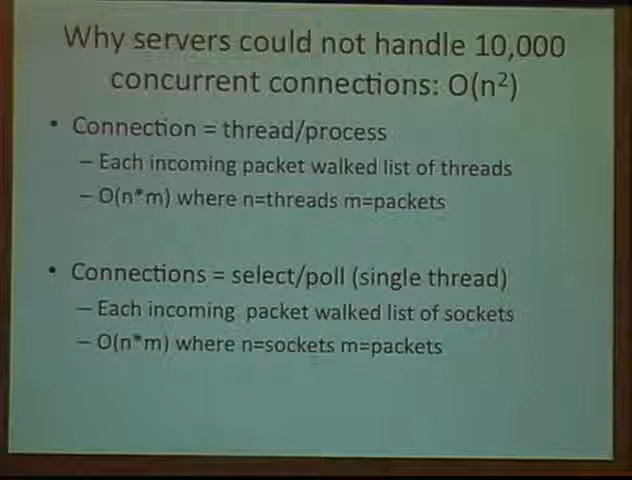 Why servers could not handle 10,000
concurrent connections: O(n²)
• Connection = thread/process
– Each incoming packet walked list of threads
– O(n*m) where n=threads m=packets
• Connections = select/poll (single thread)
– Each incoming packet walked list of sockets
– O(n*m) where n=sockets m=packets